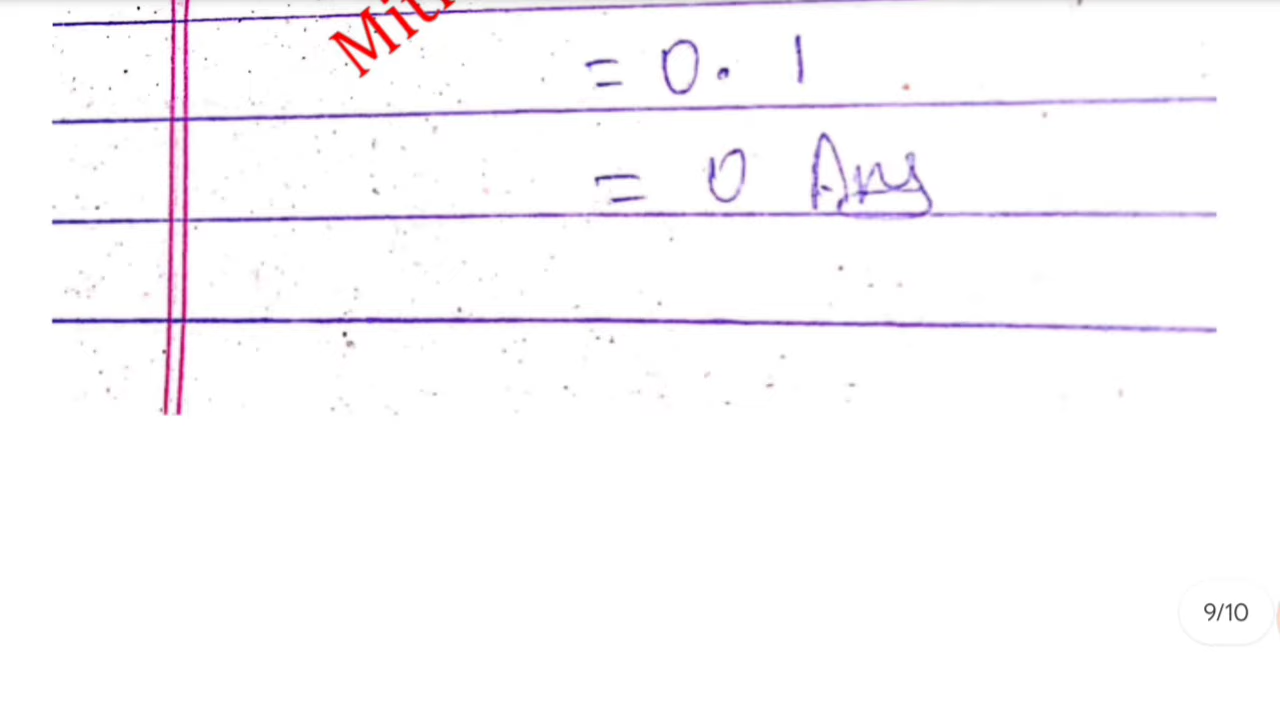 = 0. 1
= 0 Ans
9/10